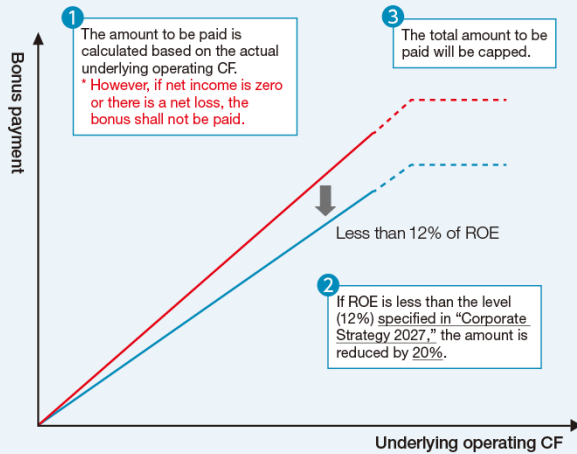 1
The amount to be paid is
calculated based on the actual
underlying operating CF.
* However, if net income is zero
or there is a net loss, the
bonus shall not be paid.
3
The total amount to be
paid will be capped.
Bonus payment
Less than 12% of ROE
2
If ROE is less than the level
(12%) specified in “Corporate
Strategy 2027,” the amount is
reduced by 20%.
Underlying operating CF